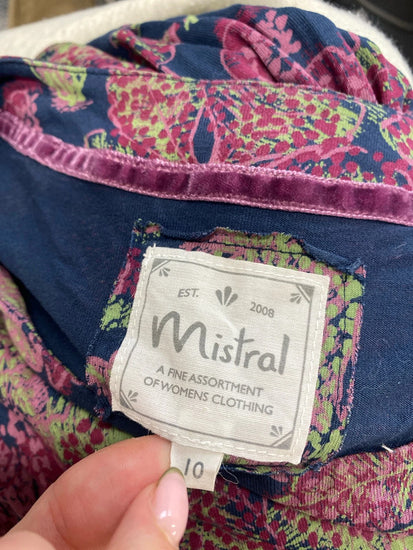 EST. 2008
Mistral
A FINE ASSORTMENT
OF WOMENS CLOTHING
10